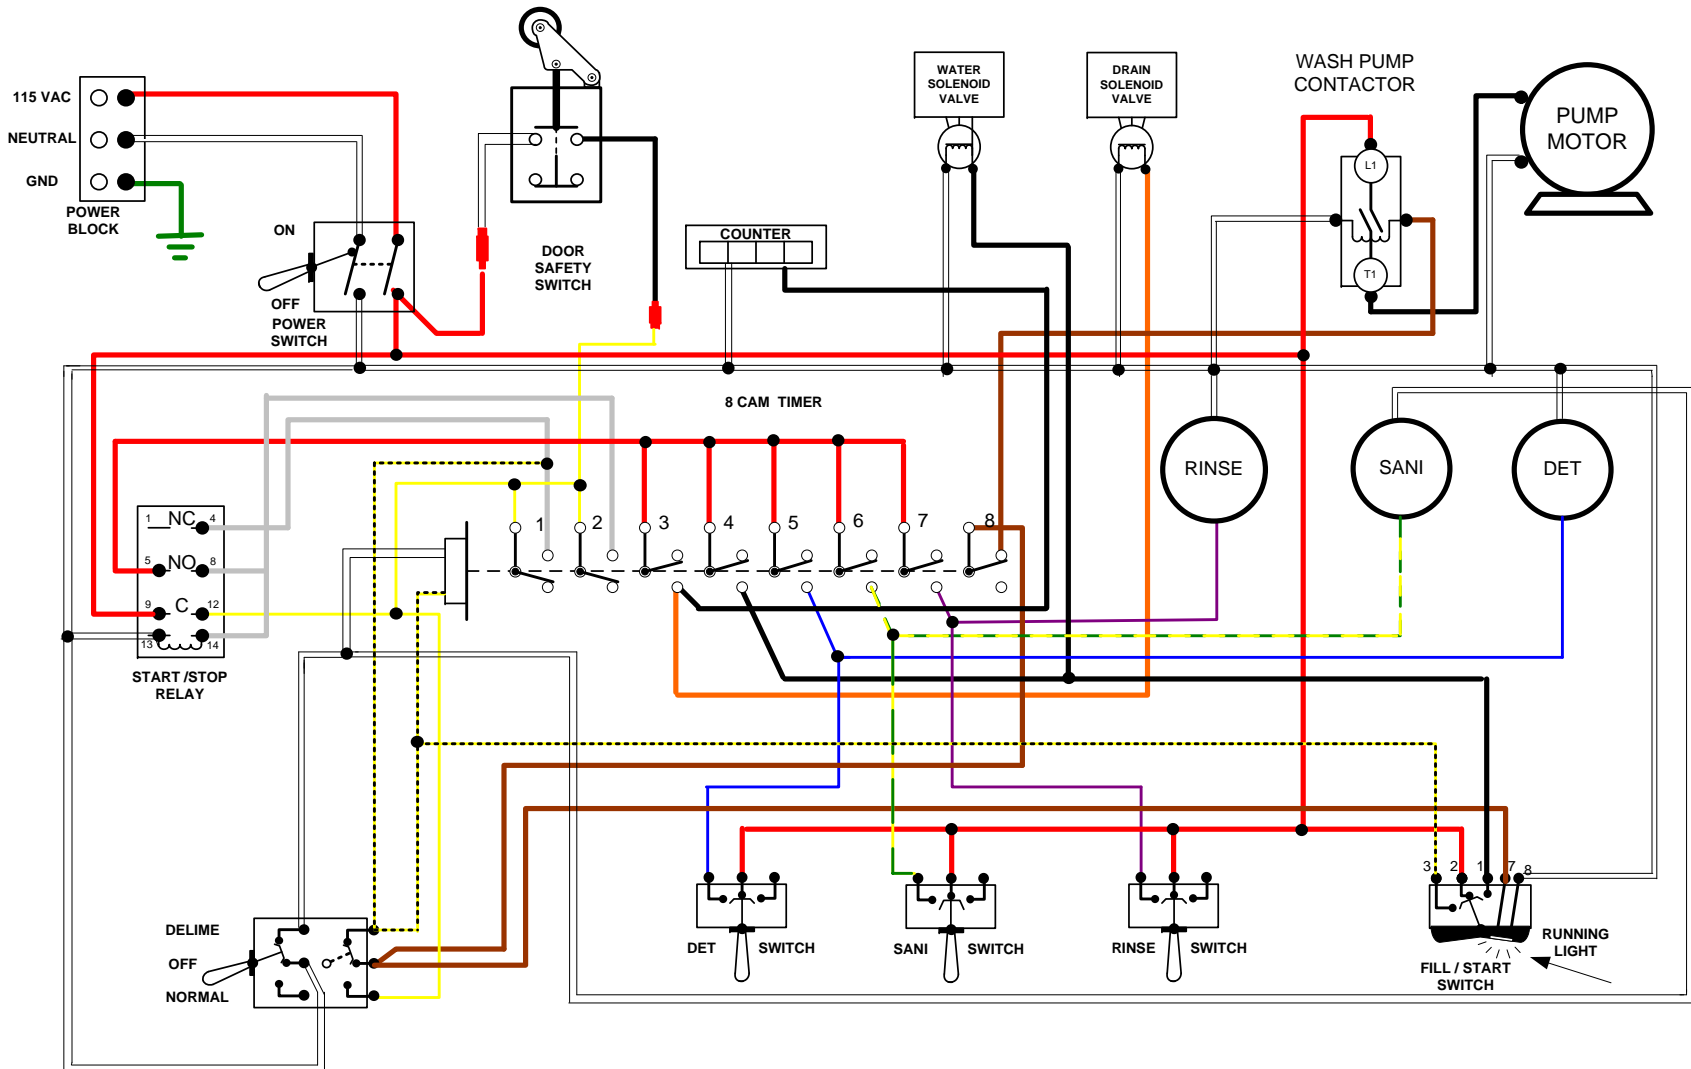 115 VAC
NEUTRAL
GND
POWER
BLOCK
ON
OFF
POWER
SWITCH
DOOR
SAFETY
SWITCH
COUNTER
WATER
SOLENOID
VALVE
DRAIN
SOLENOID
VALVE
WASH PUMP
CONTACTOR
L1
T1
PUMP
MOTOR
8 CAM TIMER
1
2
3
4
5
6
7
8
RINSE
SANI
DET
1 NC 4
5 NO 8
9 C 12
13 14
START /STOP
RELAY
DELIME
OFF
NORMAL
DET SWITCH
SANI SWITCH
RINSE SWITCH
3 2 1 7 8
RUNNING
LIGHT
FILL / START
SWITCH